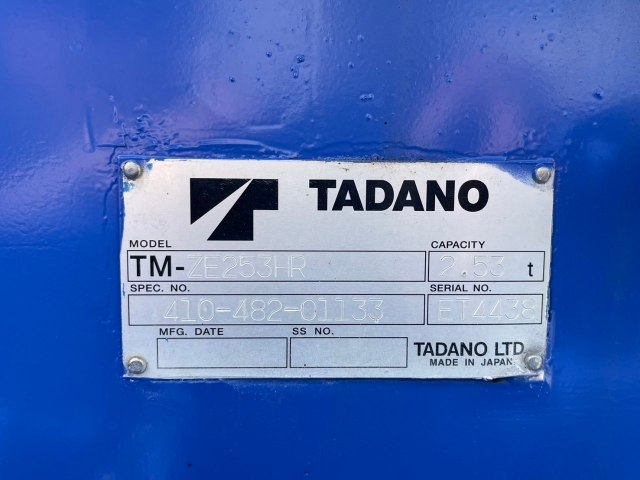 TADANO
MODEL CAPACITY
TM-ZE253HR 2.53 t
SPEC. NO. SERIAL NO.
410-482-01133 ET4438
MFG. DATE SS NO.
TADANO LTD
MADE IN JAPAN